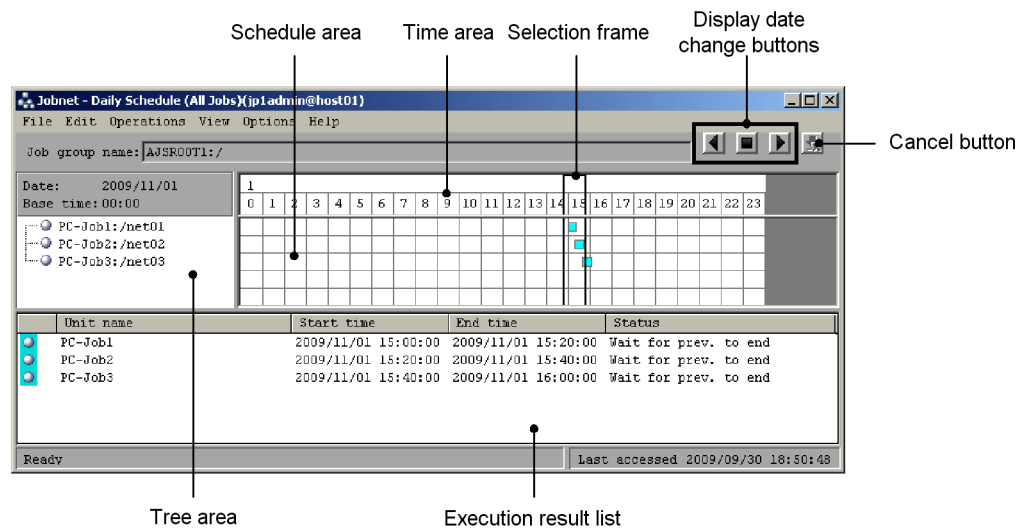 Display date
change buttons
Schedule area Time area Selection frame
Jobnet - Daily Schedule (All Jobs)(jp1admin@host01)
File Edit Operations View Options Help
Cancel button
Job group name: AJSROOT1:/
Date: 2009/11/01
Base time: 00:00
1
0 1 2 3 4 5 6 7 8 9 10 11 12 13 14 15 16 17 18 19 20 21 22 23
PC-Job1:/net01
PC-Job2:/net02
PC-Job3:/net03
Unit name Start time End time Status
PC-Job1 2009/11/01 15:00:00 2009/11/01 15:20:00 Wait for prev. to end
PC-Job2 2009/11/01 15:20:00 2009/11/01 15:40:00 Wait for prev. to end
PC-Job3 2009/11/01 15:40:00 2009/11/01 16:00:00 Wait for prev. to end
Ready Last accessed 2009/09/30 18:50:48
Tree area Execution result list